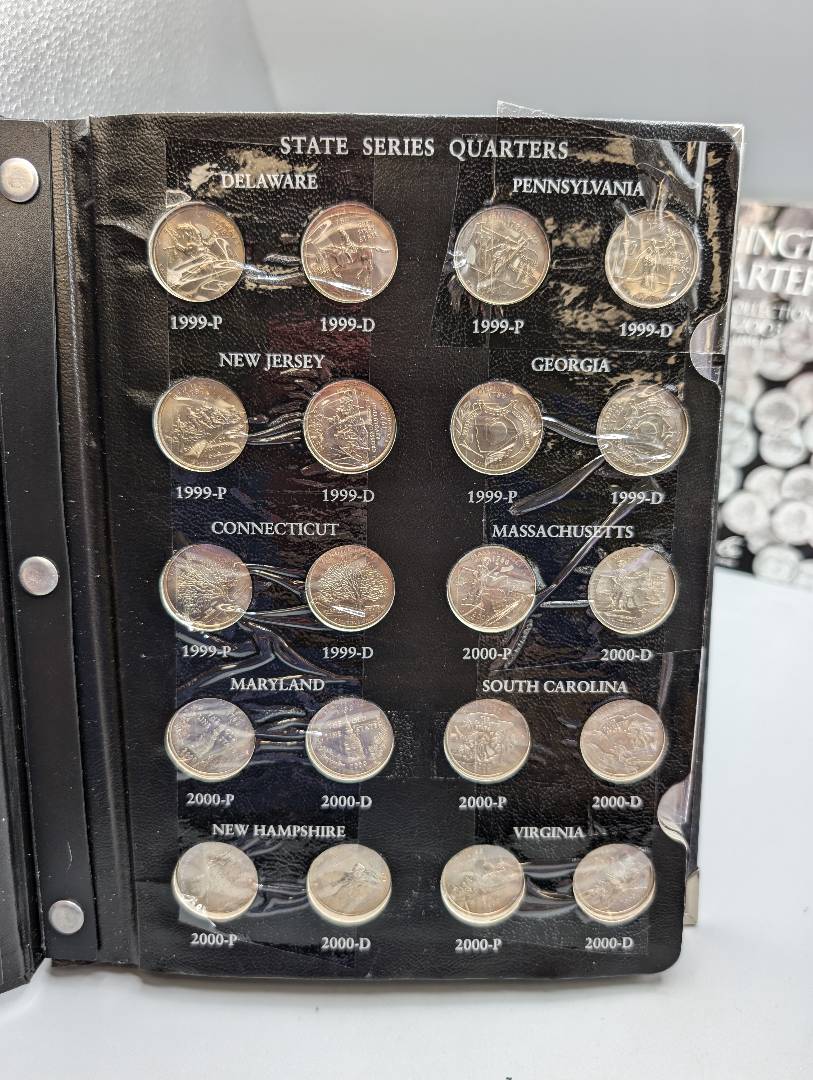 STATE SERIES QUARTERS
DELAWARE
PENNSYLVANIA
1999-P
1999-D
1999-P
1999-D
NEW JERSEY
GEORGIA
1999-P
1999-D
1999-P
1999-D
CONNECTICUT
MASSACHUSETTS
1999-P
1999-D
2000-P
2000-D
MARYLAND
SOUTH CAROLINA
2000-P
2000-D
2000-P
2000-D
NEW HAMPSHIRE
VIRGINIA
2000-P
2000-D
2000-P
2000-D